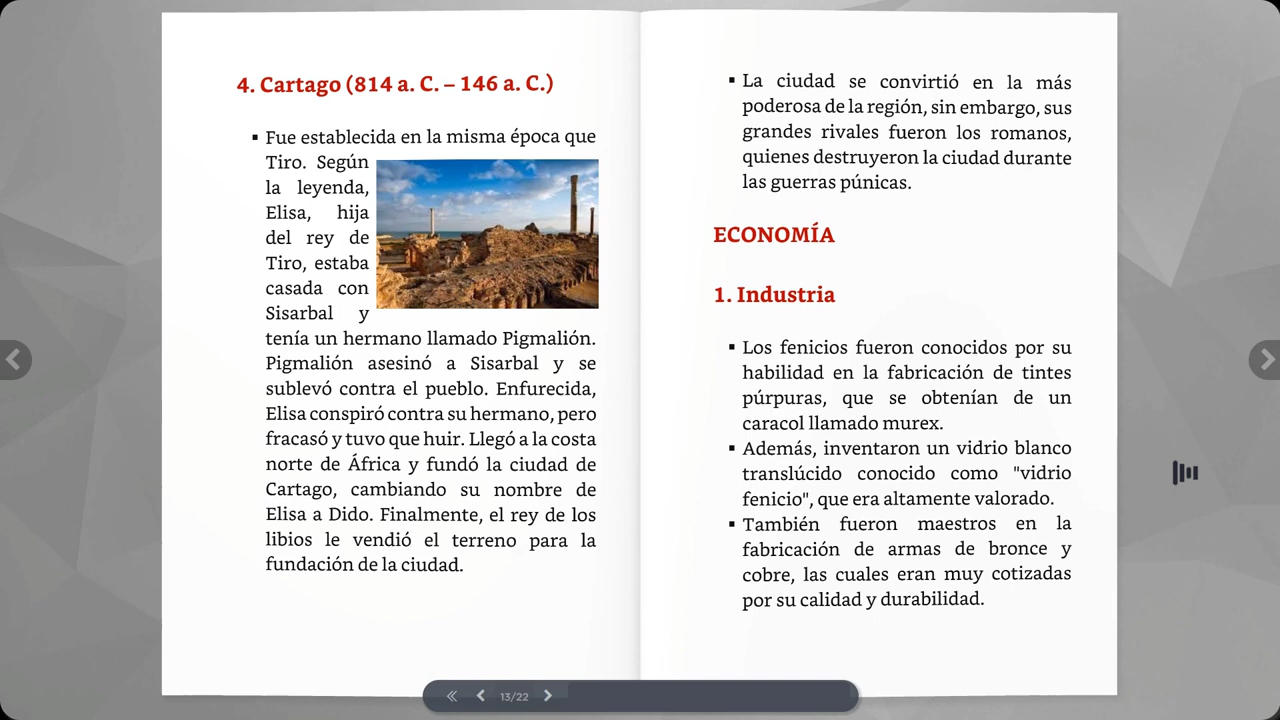 4. Cartago (814 a. C. – 146 a. C.)
▪ Fue establecida en la misma época que
Tiro. Según
la leyenda,
Elisa, hija
del rey de
Tiro, estaba
casada con
Sisarbal y
tenía un hermano llamado Pigmalión.
Pigmalión asesinó a Sisarbal y se
sublevó contra el pueblo. Enfurecida,
Elisa conspiró contra su hermano, pero
fracasó y tuvo que huir. Llegó a la costa
norte de África y fundó la ciudad de
Cartago, cambiando su nombre de
Elisa a Dido. Finalmente, el rey de los
libios le vendió el terreno para la
fundación de la ciudad.
▪ La ciudad se convirtió en la más
poderosa de la región, sin embargo, sus
grandes rivales fueron los romanos,
quienes destruyeron la ciudad durante
las guerras púnicas.
ECONOMÍA
1. Industria
▪ Los fenicios fueron conocidos por su
habilidad en la fabricación de tintes
púrpuras, que se obtenían de un
caracol llamado murex.
▪ Además, inventaron un vidrio blanco
translúcido conocido como "vidrio
fenicio", que era altamente valorado.
▪ También fueron maestros en la
fabricación de armas de bronce y
cobre, las cuales eran muy cotizadas
por su calidad y durabilidad.
13/22